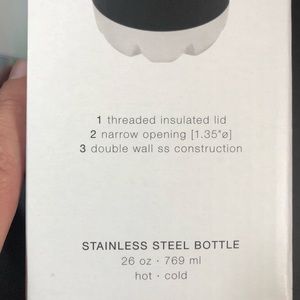 1 threaded insulated lid
2 narrow opening [1.35"ø]
3 double wall ss construction
STAINLESS STEEL BOTTLE
26 oz · 769 ml
hot · cold